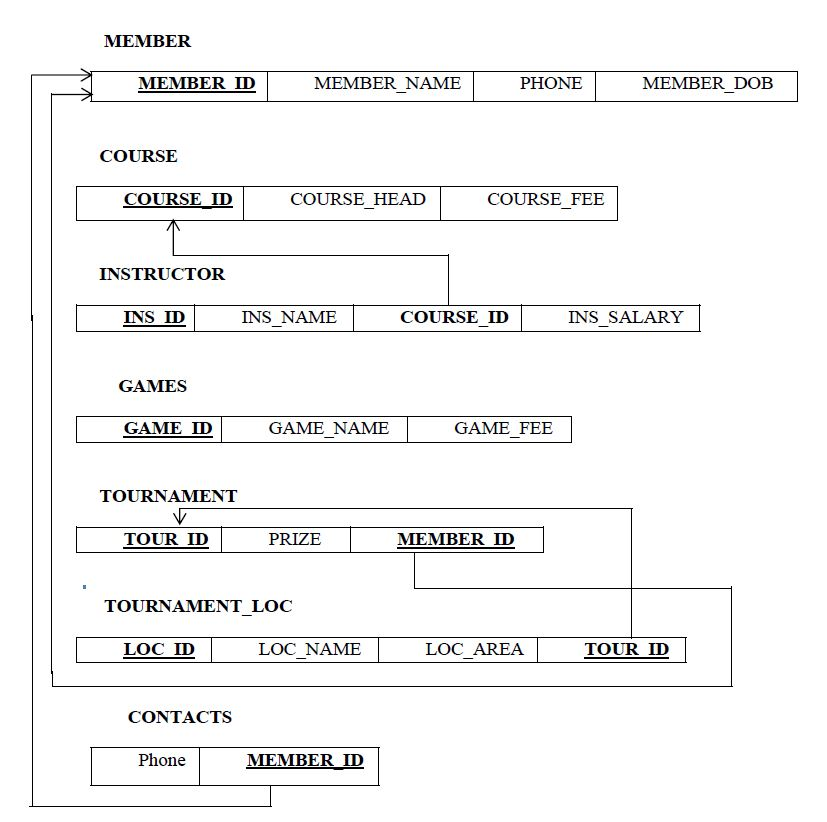 MEMBER
MEMBER_ID MEMBER_NAME PHONE MEMBER_DOB
COURSE
COURSE_ID COURSE_HEAD COURSE_FEE
INSTRUCTOR
INS_ID INS_NAME COURSE_ID INS_SALARY
GAMES
GAME_ID GAME_NAME GAME_FEE
TOURNAMENT
TOUR_ID PRIZE MEMBER_ID
TOURNAMENT_LOC
LOC_ID LOC_NAME LOC_AREA TOUR_ID
CONTACTS
Phone MEMBER_ID